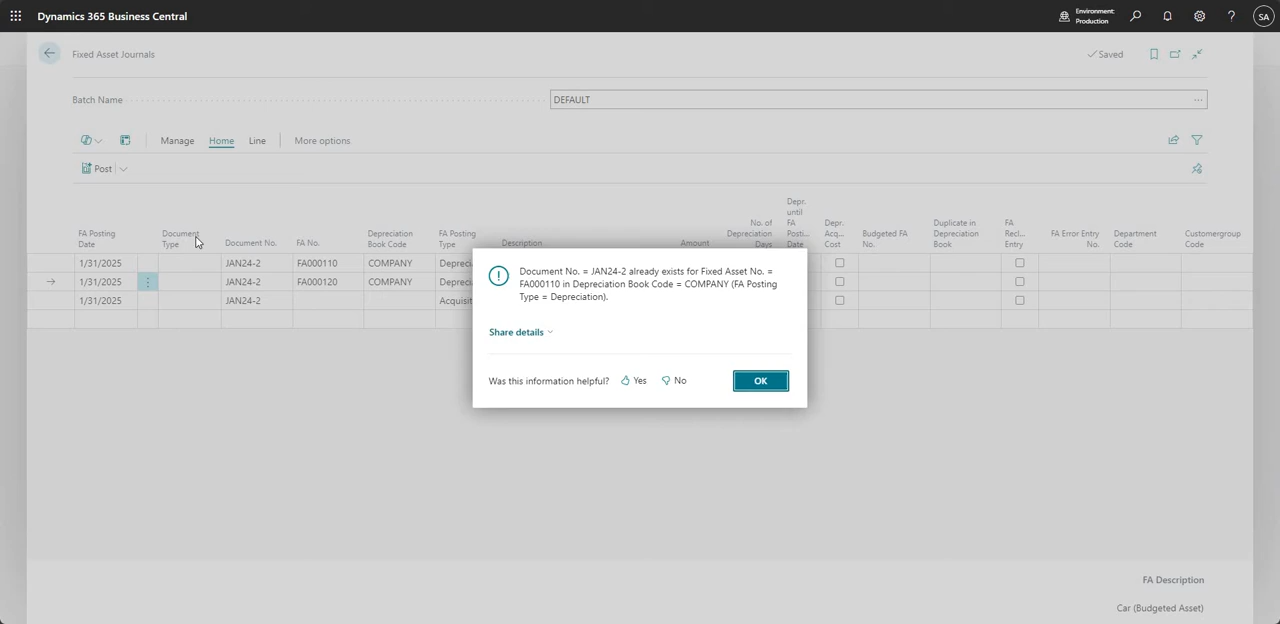 Dynamics 365 Business Central
Environment:
Production
?
SA
Fixed Asset Journals
Saved
Batch Name
DEFAULT
...
Manage
Home
Line
More options
Post
FA Posting
Date
Document
Type
Document No.
FA No.
Depreciation
Book Code
FA Posting
Type
Description
Amount
No. of
Depreciation
Days
Depr.
until
FA
Posti...
Date
Depr.
Acq...
Cost
Budgeted FA
No.
Duplicate in
Depreciation
Book
FA
Recl...
Entry
FA Error Entry
No.
Department
Code
Customergroup
Code
1/31/2025 JAN24-2 FA000110 COMPANY Depreci
1/31/2025 JAN24-2 FA000120 COMPANY Depreci
1/31/2025 JAN24-2 Acquisit
Document No. = JAN24-2 already exists for Fixed Asset No. =
FA000110 in Depreciation Book Code = COMPANY (FA Posting
Type = Depreciation).
Share details
Was this information helpful? Yes No
OK
FA Description
Car (Budgeted Asset)